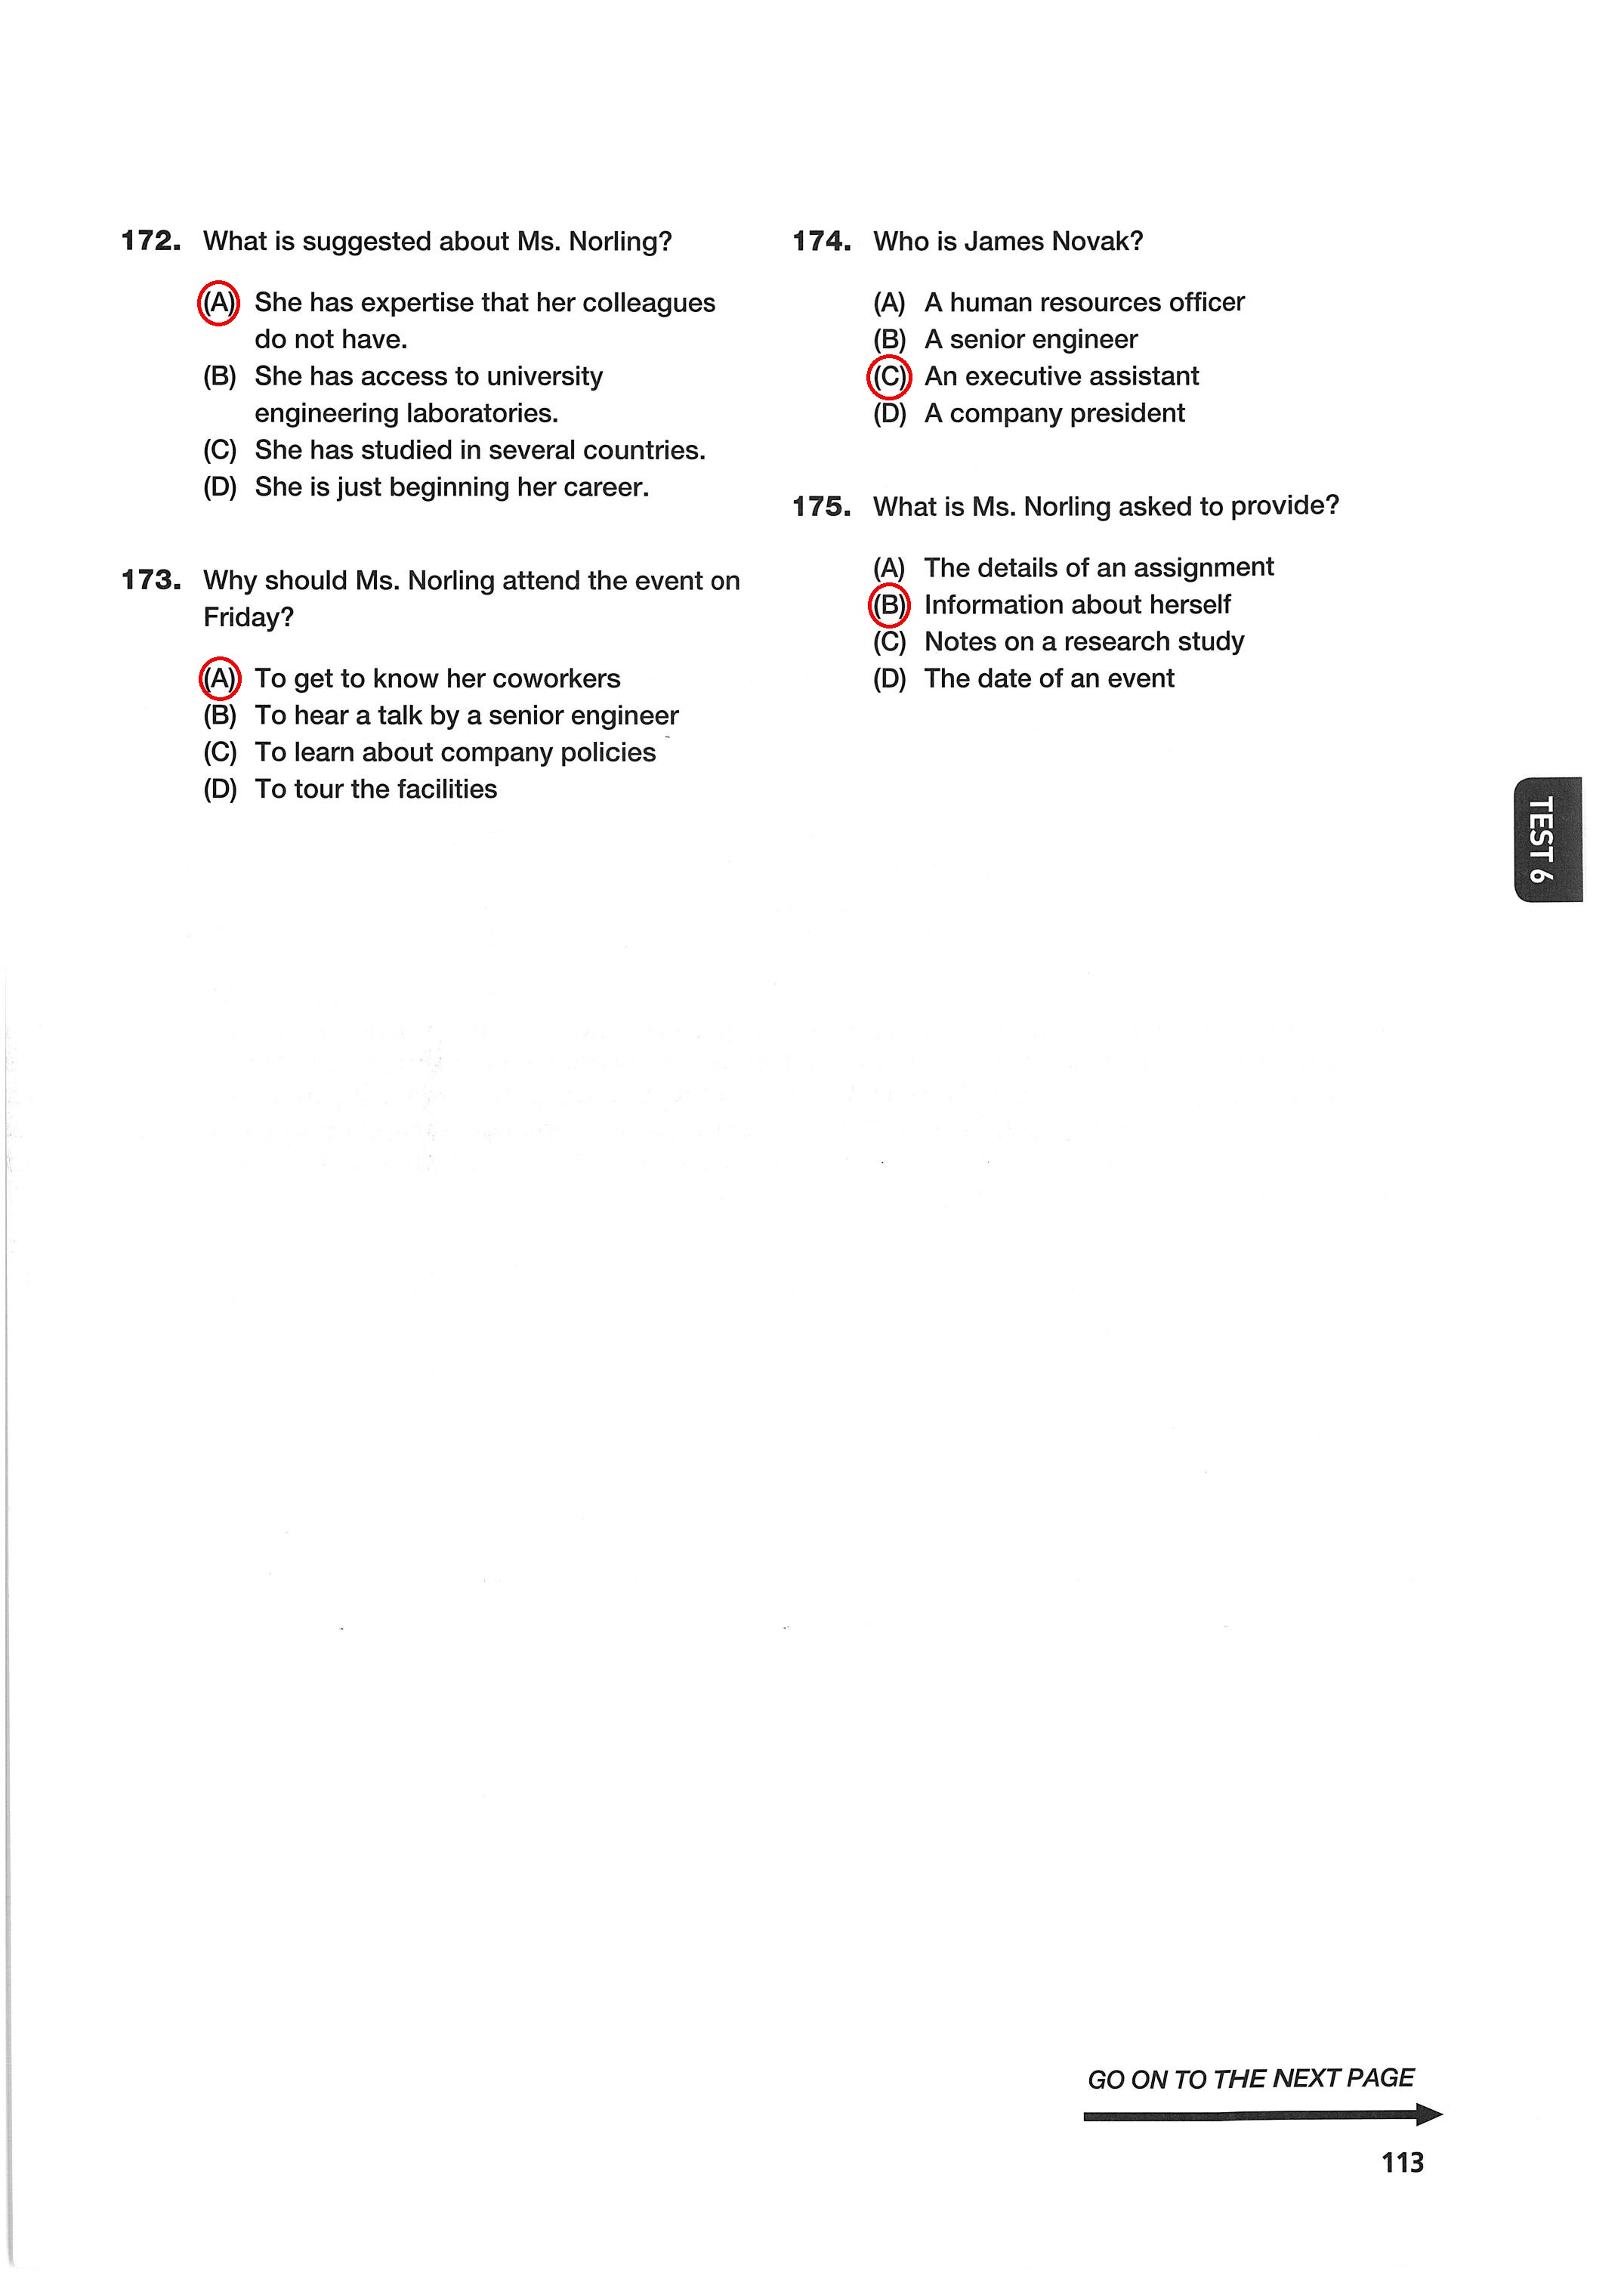 172. What is suggested about Ms. Norling?
(A) She has expertise that her colleagues
do not have.
(B) She has access to university
engineering laboratories.
(C) She has studied in several countries.
(D) She is just beginning her career.
173. Why should Ms. Norling attend the event on
Friday?
(A) To get to know her coworkers
(B) To hear a talk by a senior engineer
(C) To learn about company policies
(D) To tour the facilities
174. Who is James Novak?
(A) A human resources officer
(B) A senior engineer
(C) An executive assistant
(D) A company president
175. What is Ms. Norling asked to provide?
(A) The details of an assignment
(B) Information about herself
(C) Notes on a research study
(D) The date of an event
TEST 6
GO ON TO THE NEXT PAGE
113